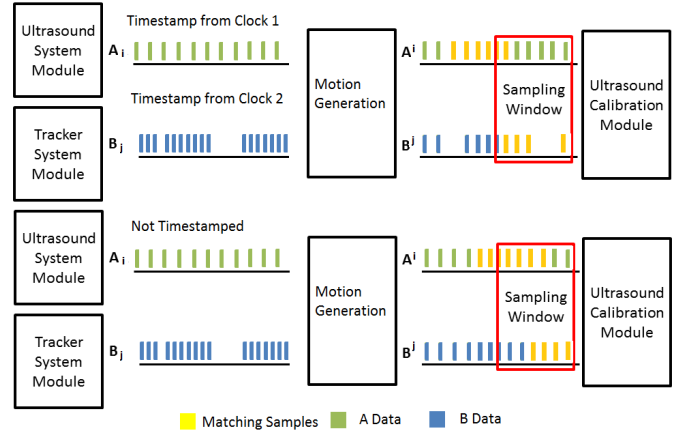 Ultrasound
System
Module
A i
Timestamp from Clock 1
Motion
Generation
A i
Sampling
Window
Ultrasound
Calibration
Module
Tracker
System
Module
B j
Timestamp from Clock 2
B j
Ultrasound
System
Module
A i
Not Timestamped
Motion
Generation
A i
Sampling
Window
Ultrasound
Calibration
Module
Tracker
System
Module
B j
B j
Matching Samples
A Data
B Data